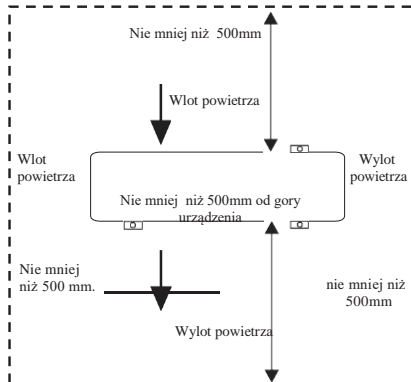 Nie mniej niż 500mm
Wlot powietrza
Wlot
powietrza
Wylot
powietrza
Nie mniej niż 500mm od gory
urządzenia
Nie mniej
niż 500 mm.
nie mniej niż
500mm
Wylot powietrza